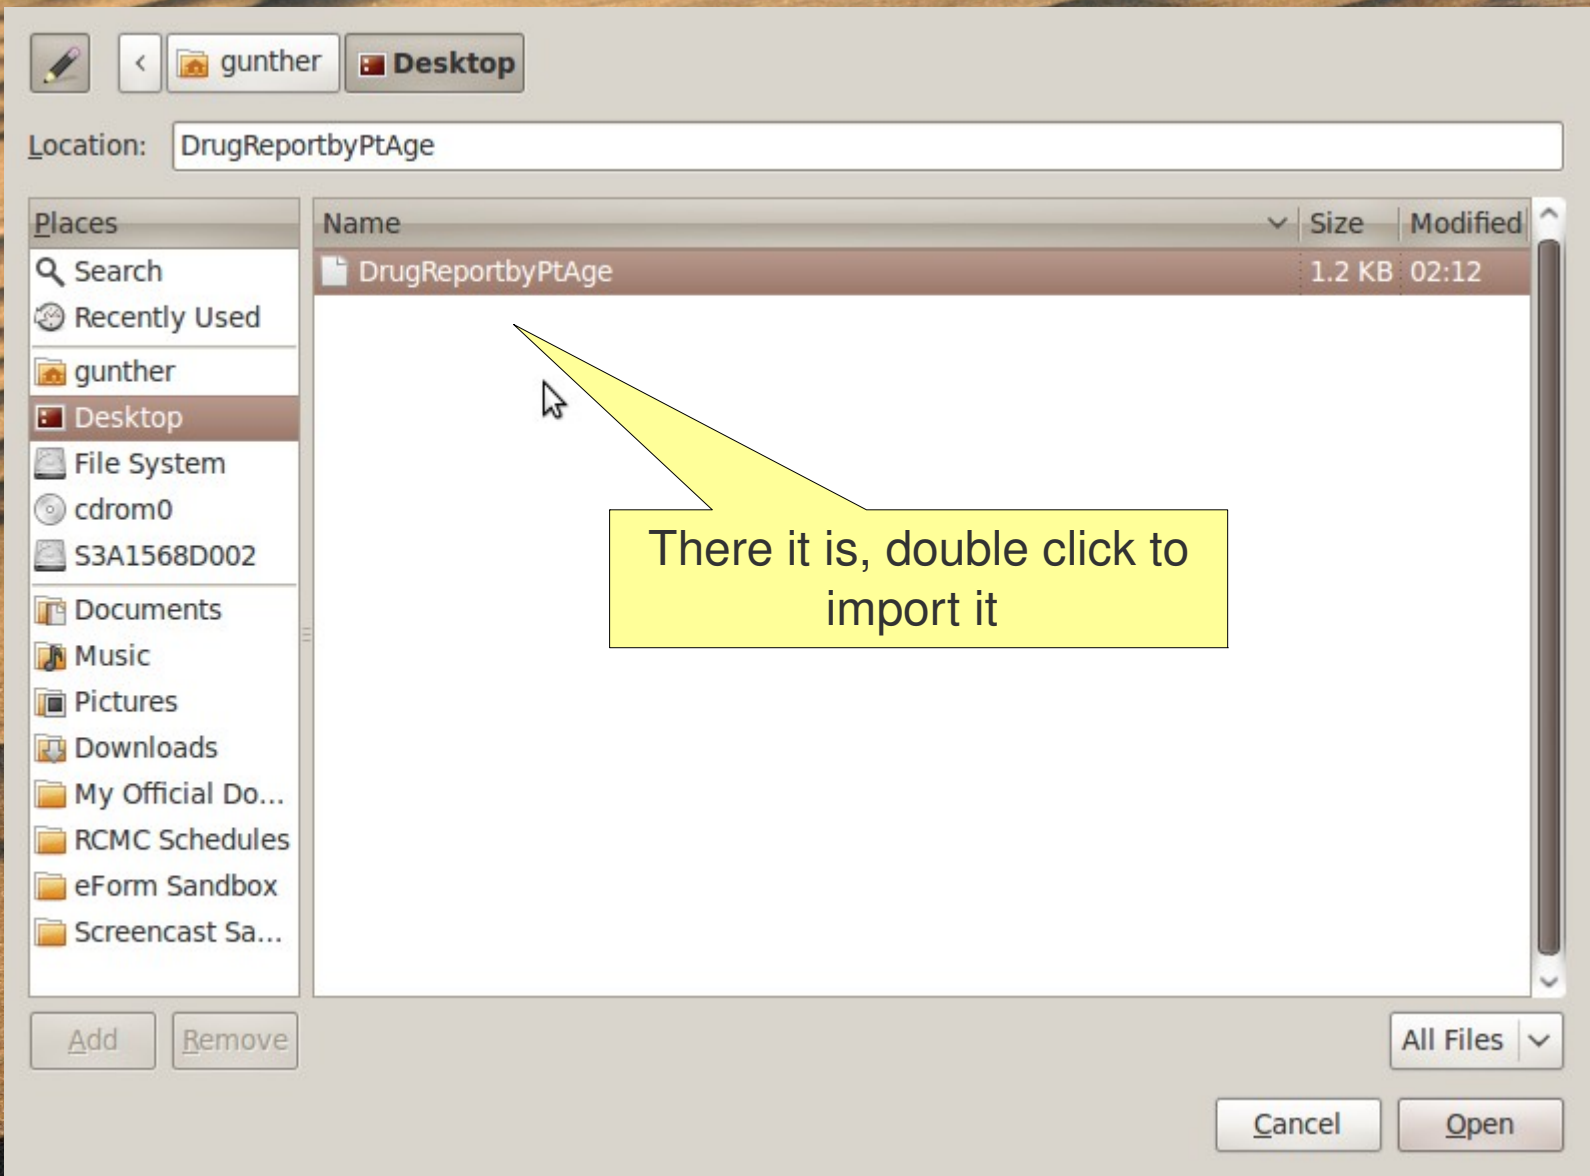 gunther Desktop
Location: DrugReportbyPtAge
Places Name Size Modified
Search DrugReportbyPtAge 1.2 KB 02:12
Recently Used
gunther
Desktop
File System
cdrom0
S3A1568D002
Documents
Music
Pictures
Downloads
My Official Do...
RCMC Schedules
eForm Sandbox
Screencast Sa...
There it is, double click to
import it
Add Remove All Files
Cancel Open